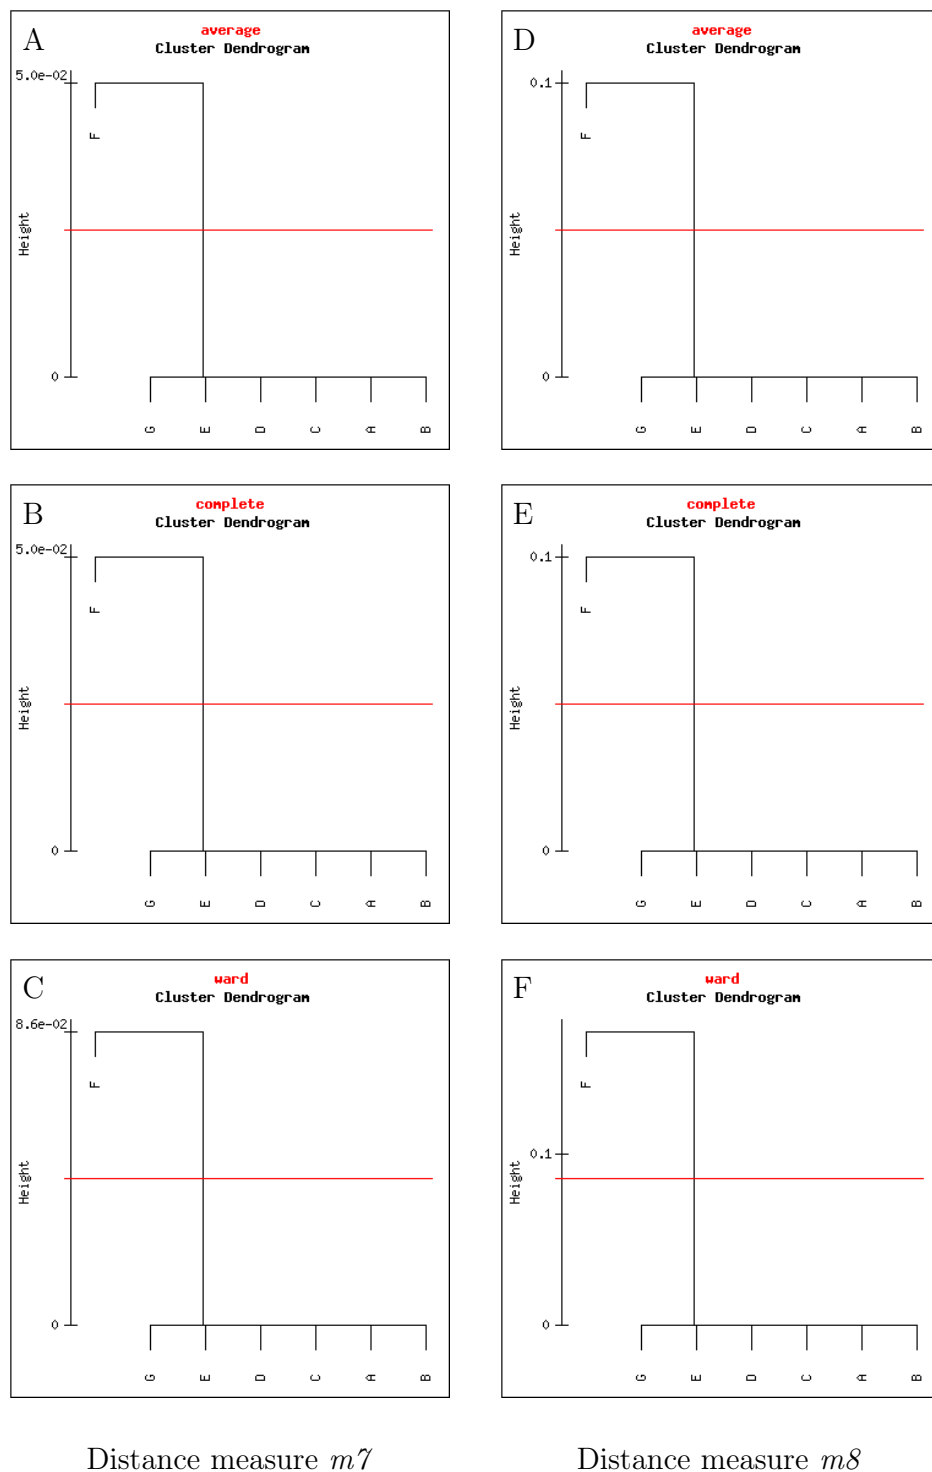 A
average
Cluster Dendrogram
5.0e-02
F
Height
0
G E D C A B
D
average
Cluster Dendrogram
0.1
F
Height
0
G E D C A B
B
complete
Cluster Dendrogram
5.0e-02
F
Height
0
G E D C A B
E
complete
Cluster Dendrogram
0.1
F
Height
0
G E D C A B
C
ward
Cluster Dendrogram
8.6e-02
F
Height
0
G E D C A B
F
ward
Cluster Dendrogram
F
0.1
Height
0
G E D C A B
Distance measure m7
Distance measure m8